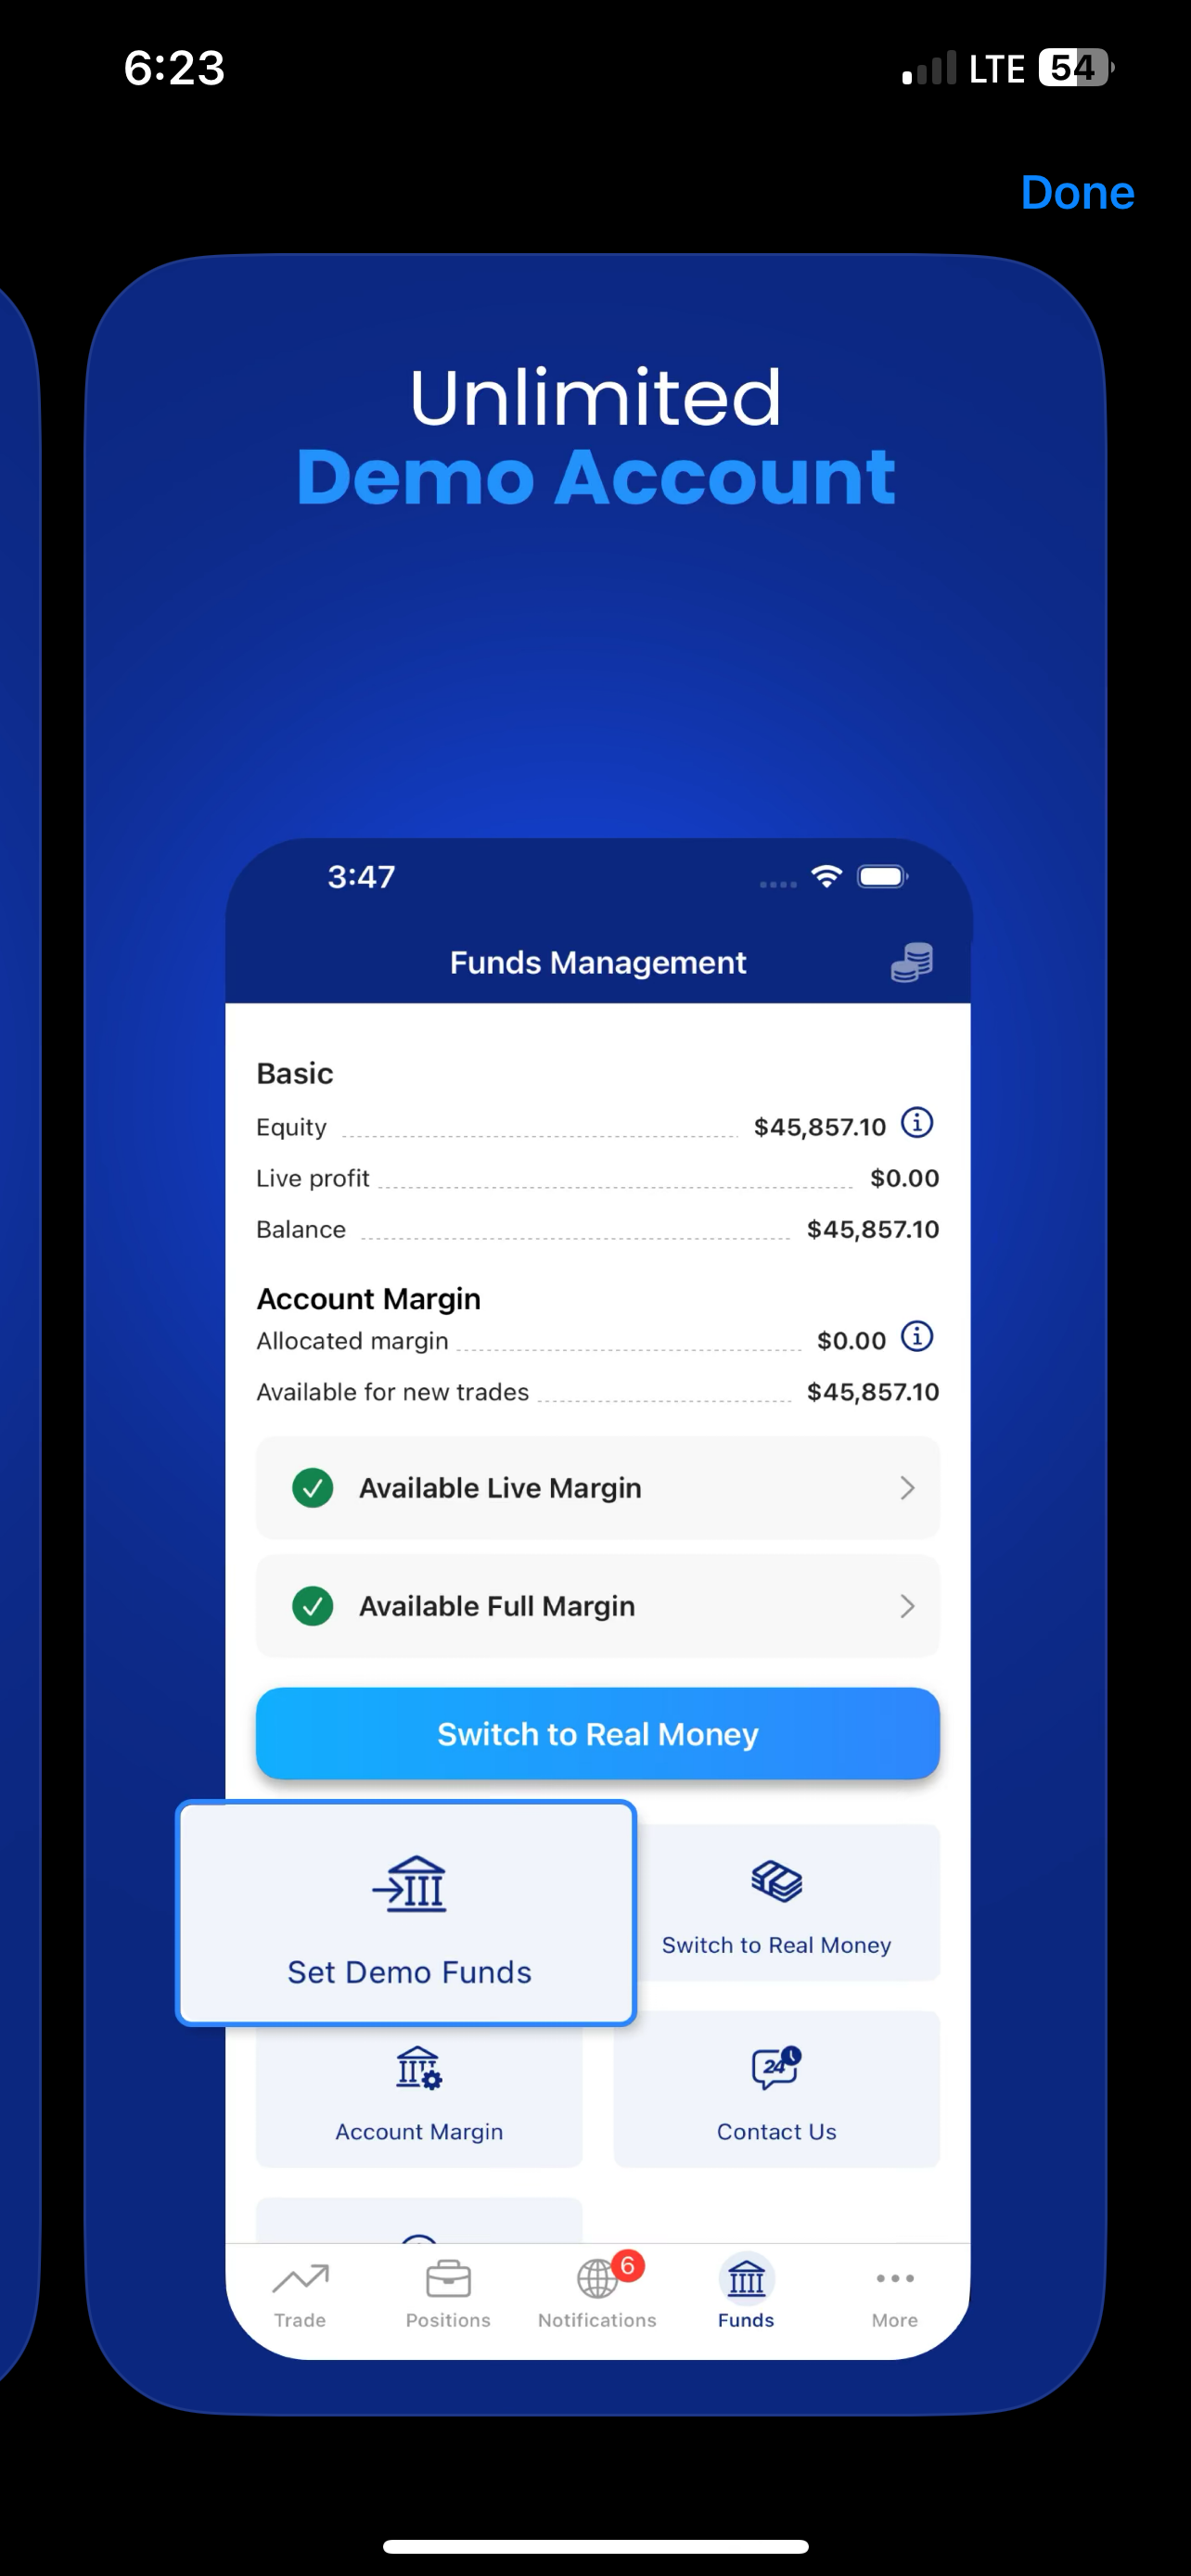 6:23
LTE 54
Done
Unlimited
Demo Account
3:47
Funds Management
Basic
Equity $45,857.10
Live profit $0.00
Balance $45,857.10
Account Margin
Allocated margin $0.00
Available for new trades $45,857.10
Available Live Margin
Available Full Margin
Switch to Real Money
Set Demo Funds
Switch to Real Money
Account Margin
24
Contact Us
6
Trade
Positions
Notifications
Funds
More